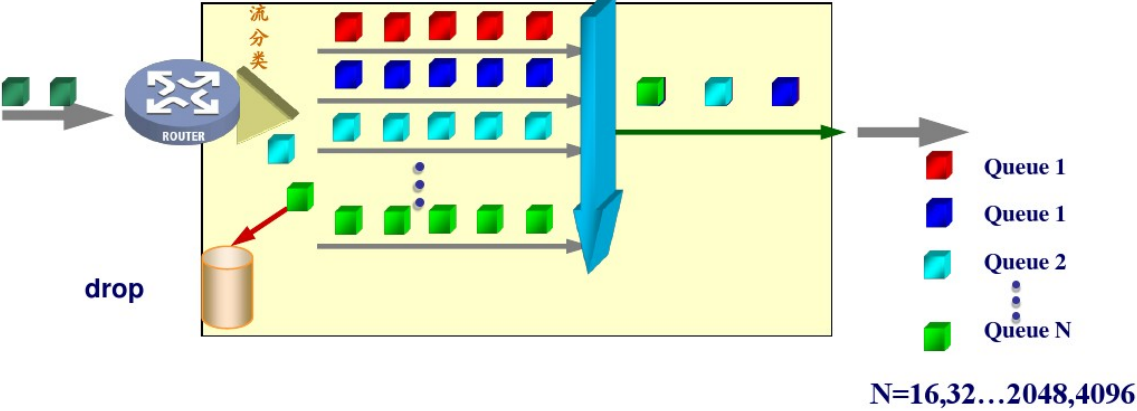 流分类
ROUTER
drop
Queue 1
Queue 1
Queue 2
Queue N
N=16,32…2048,4096